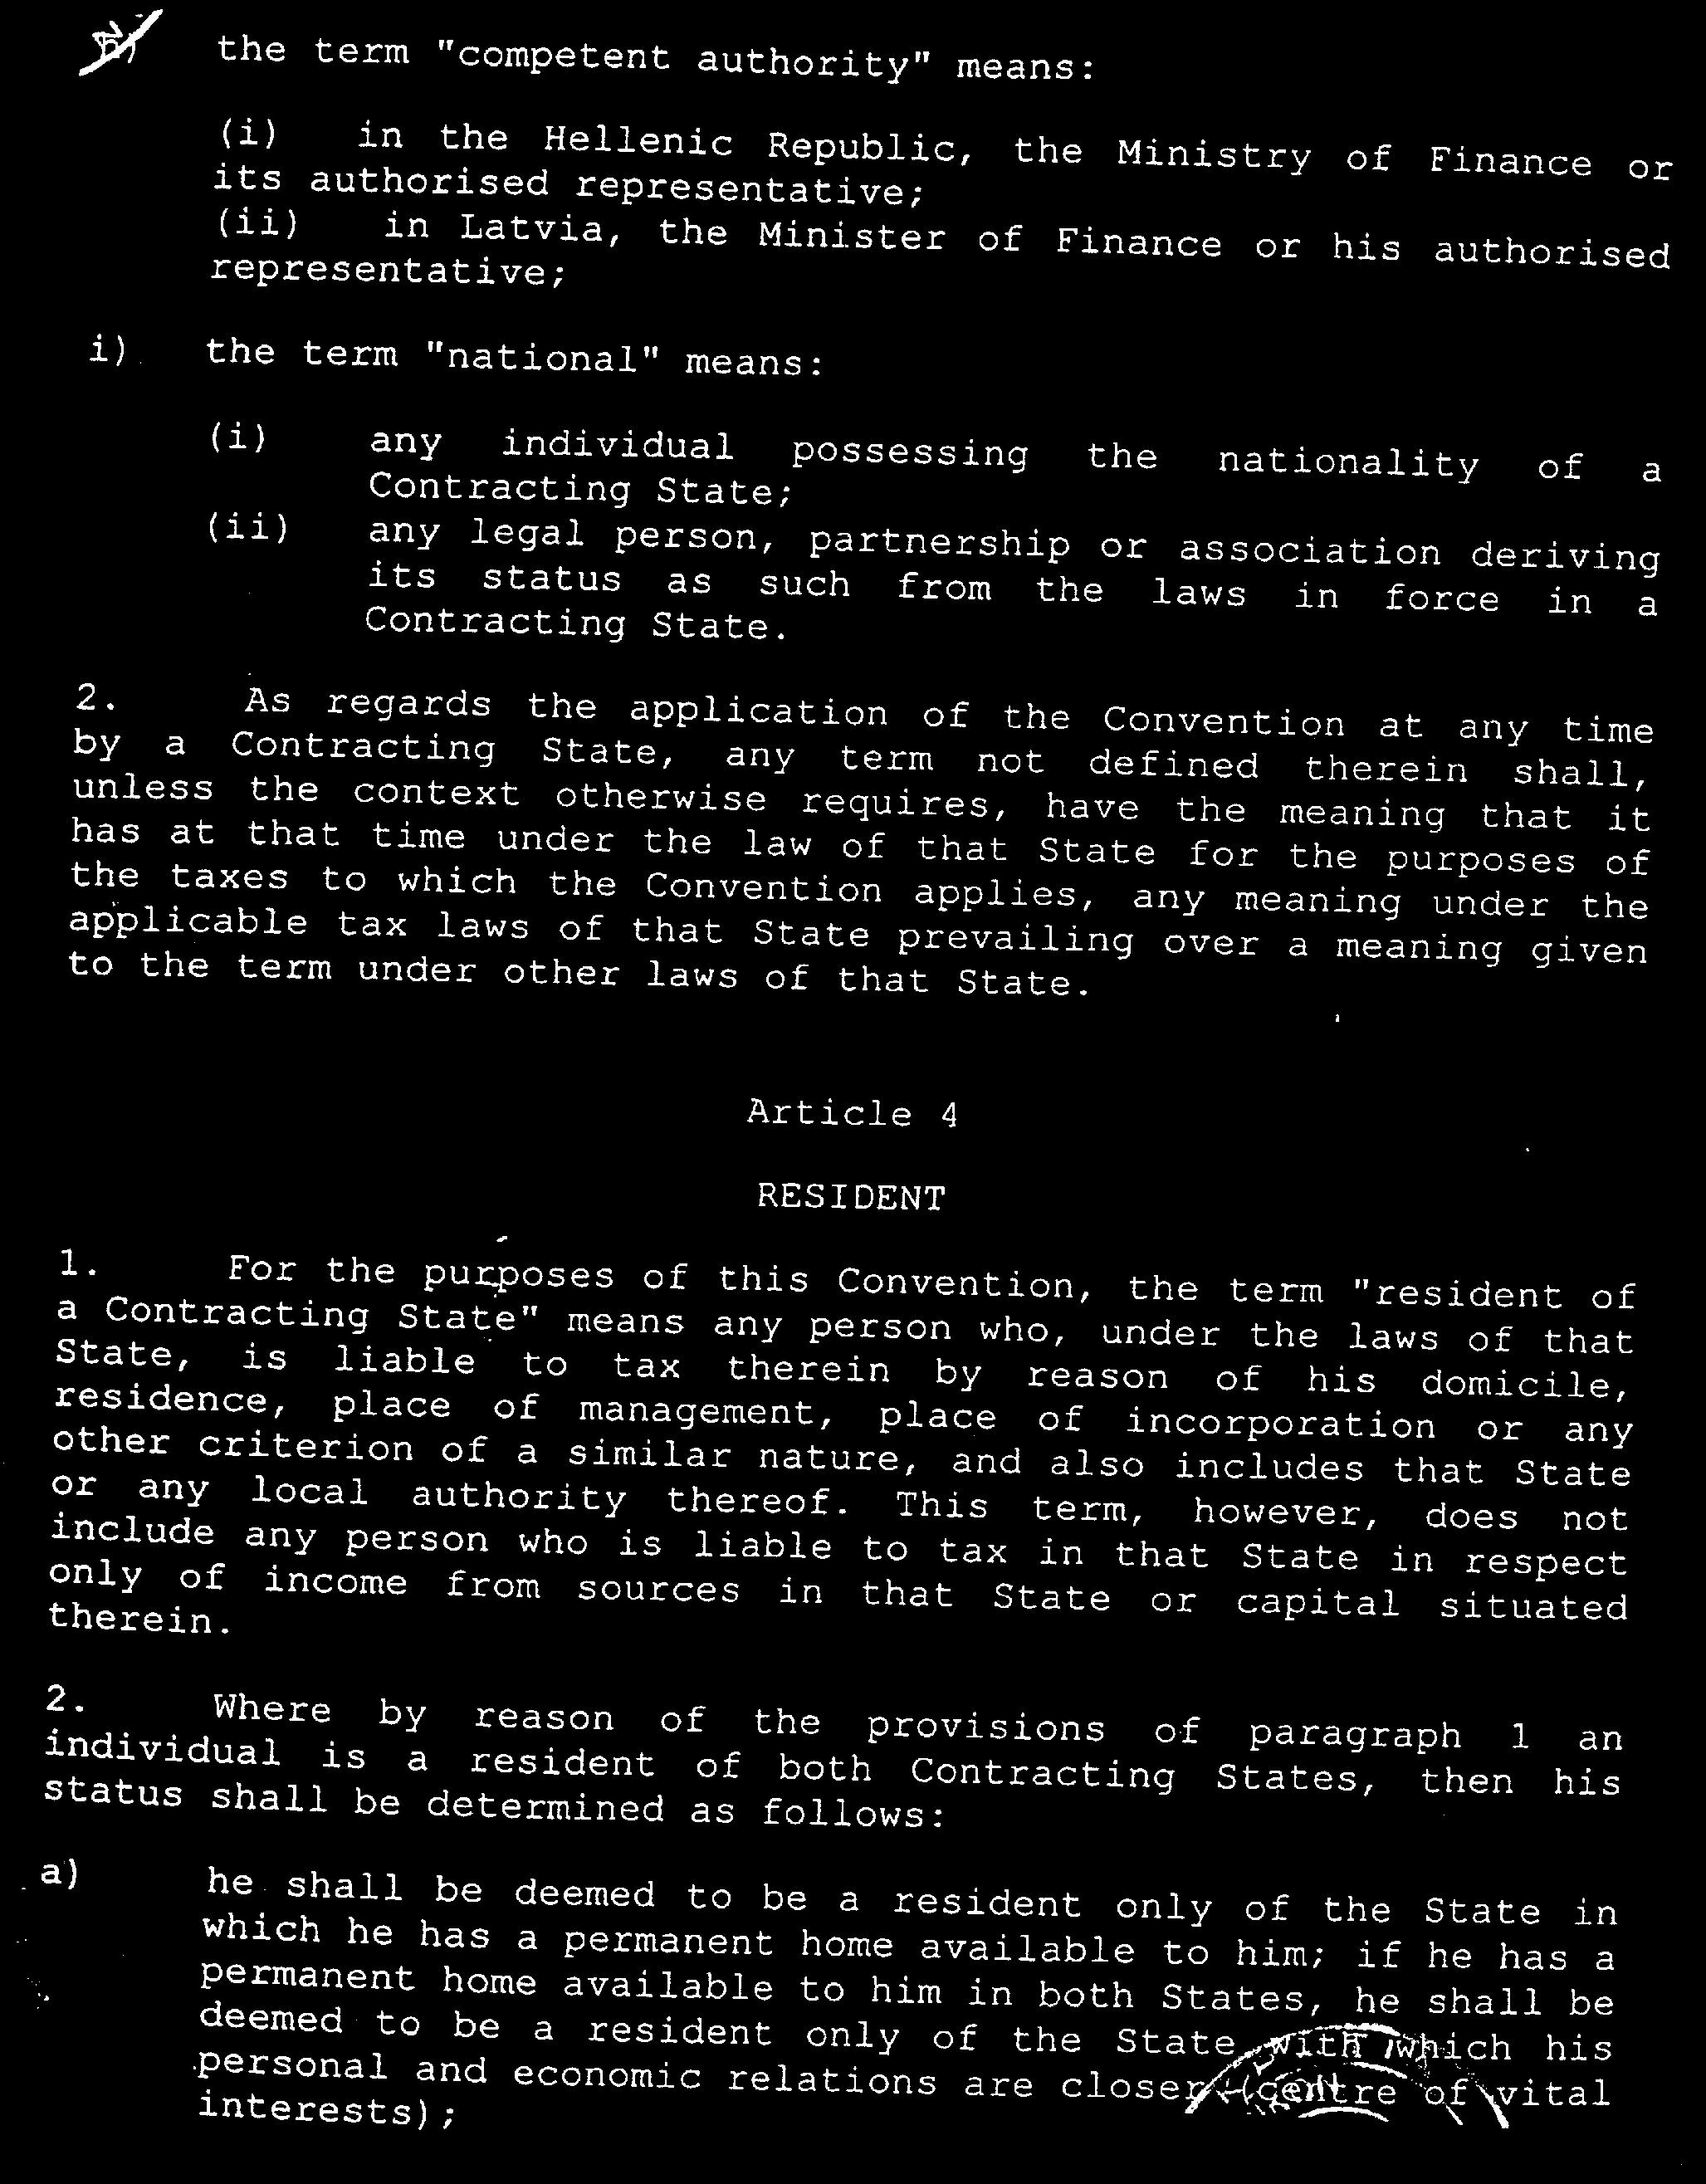 h) the term "competent authority" means:
(i) in the Hellenic Republic, the Ministry of Finance or
its authorised representative;
(ii) in Latvia, the Minister of Finance or his authorised
representative;
i) the term "national" means:
(i) any individual possessing the nationality of a
Contracting State;
(ii) any legal person, partnership or association deriving
its status as such from the laws in force in a
Contracting State.
2. As regards the application of the Convention at any time
by a Contracting State, any term not defined therein shall,
unless the context otherwise requires, have the meaning that it
has at that time under the law of that State for the purposes of
the taxes to which the Convention applies, any meaning under the
applicable tax laws of that State prevailing over a meaning given
to the term under other laws of that State.
Article 4
RESIDENT
1. For the purposes of this Convention, the term "resident of
a Contracting State" means any person who, under the laws of that
State, is liable to tax therein by reason of his domicile,
residence, place of management, place of incorporation or any
other criterion of a similar nature, and also includes that State
or any local authority thereof. This term, however, does not
include any person who is liable to tax in that State in respect
only of income from sources in that State or capital situated
therein.
2. Where by reason of the provisions of paragraph 1 an
individual is a resident of both Contracting States, then his
status shall be determined as follows:
a) he shall be deemed to be a resident only of the State in
which he has a permanent home available to him; if he has a
permanent home available to him in both States, he shall be
deemed to be a resident only of the State with which his
personal and economic relations are closer (centre of vital
interests);